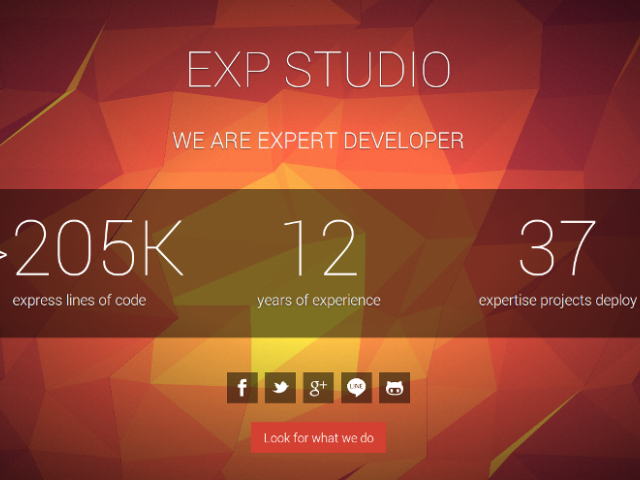 EXP STUDIO
WE ARE EXPERT DEVELOPER
>205K 12 37
express lines of code years of experience expertise projects deploy
f g+ LINE
Look for what we do